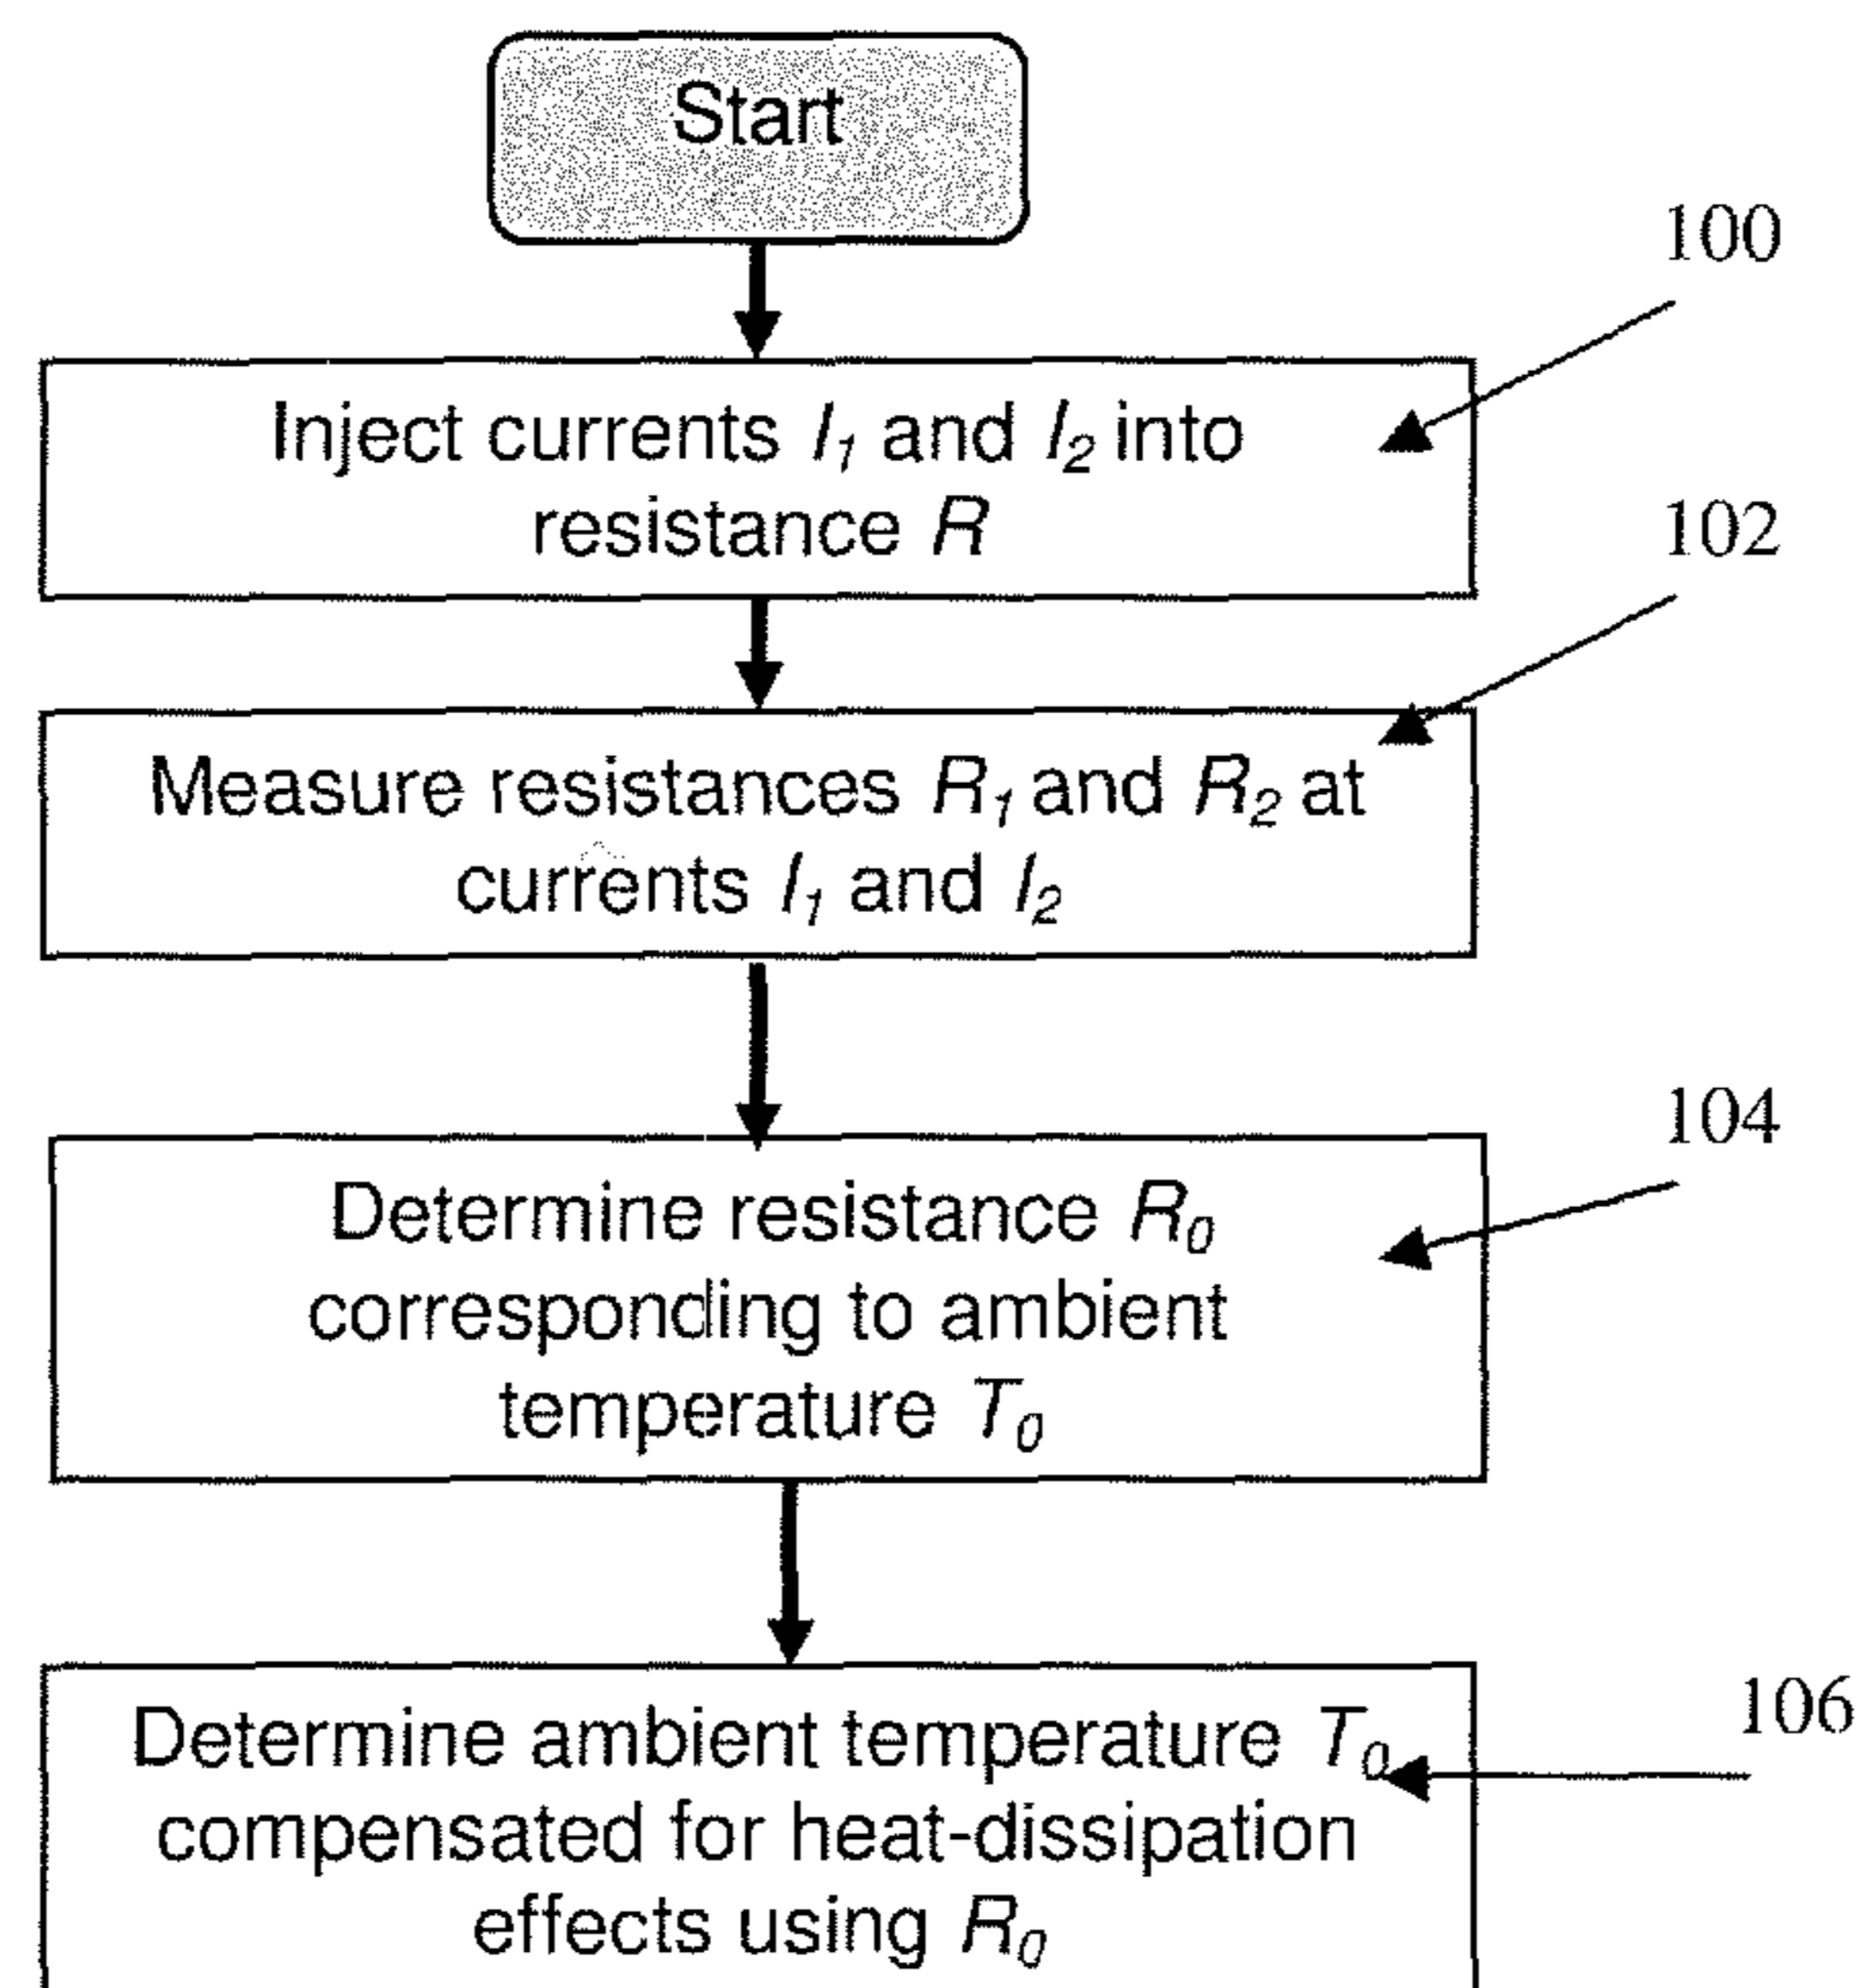 Start
100
Inject currents I₁ and I₂ into
resistance R
102
Measure resistances R₁ and R₂ at
currents I₁ and I₂
104
Determine resistance R₀
corresponding to ambient
temperature T₀
106
Determine ambient temperature T₀
compensated for heat-dissipation
effects using R₀